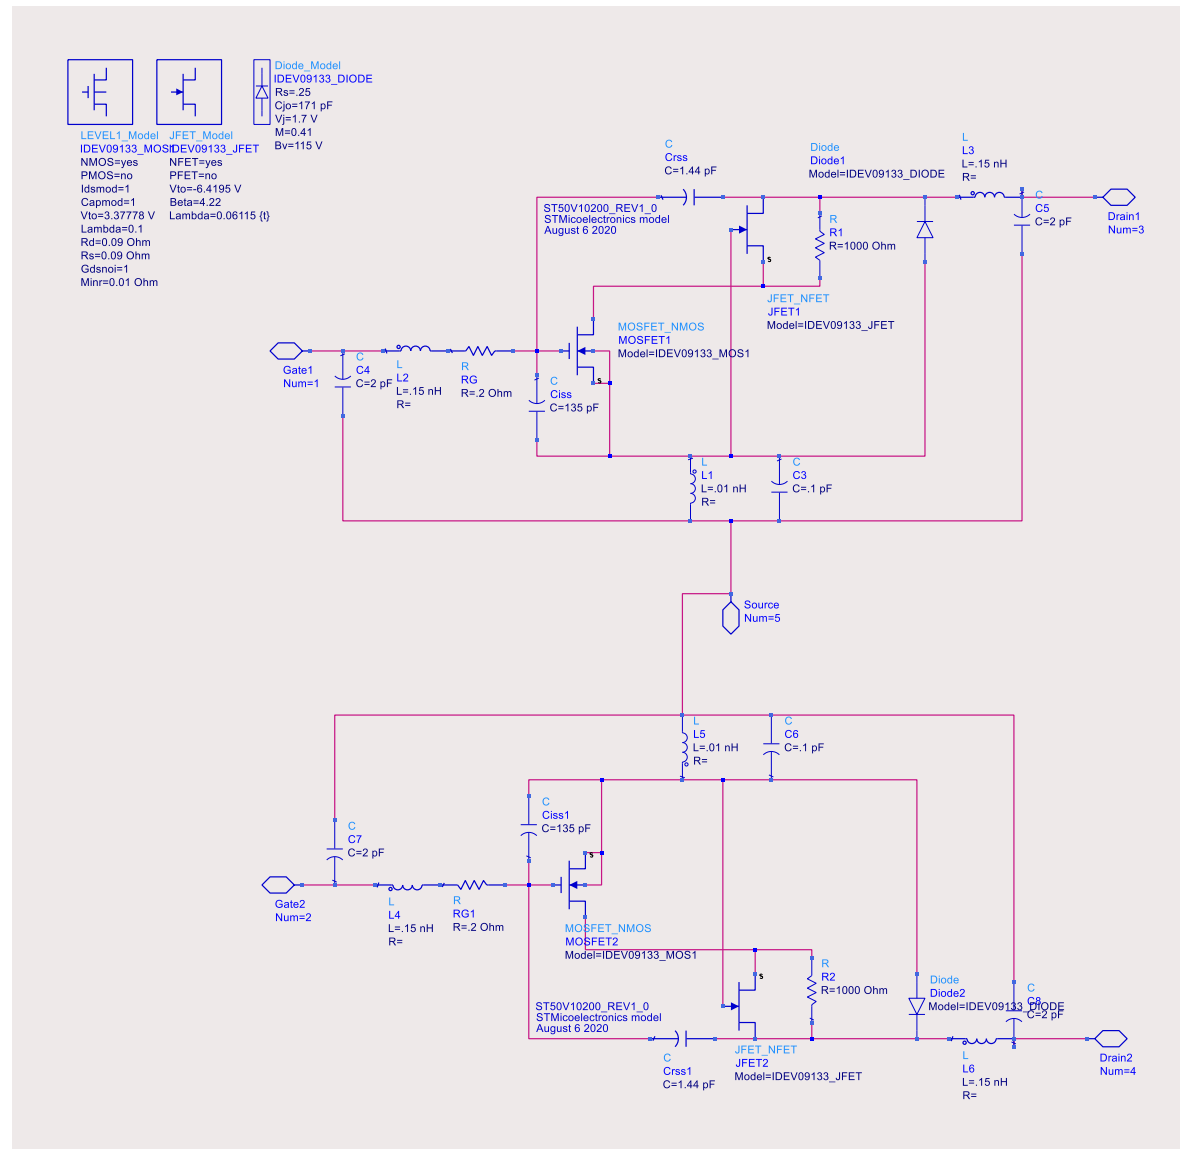 Diode_Model
IDEV09133_DIODE
Rs=.25
Cjo=171 pF
Vj=1.7 V
M=0.41
Bv=115 V
LEVEL1_Model
IDEV09133_MOS1
NMOS=yes
PMOS=no
Idsmod=1
Capmod=1
Vto=3.37778 V
Lambda=0.1
Rd=0.09 Ohm
Rs=0.09 Ohm
Gdsnoi=1
Minr=0.01 Ohm
JFET_Model
IDEV09133_JFET
NFET=yes
PFET=no
Vto=-6.4195 V
Beta=4.22
Lambda=0.06115 {t}
C
Crss
C=1.44 pF
Diode
Diode1
Model=IDEV09133_DIODE
L
L3
L=.15 nH
R=
C
C5
C=2 pF
Drain1
Num=3
ST50V10200_REV1_0
STMicoelectronics model
August 6 2020
R
R1
R=1000 Ohm
S
JFET_NFET
JFET1
Model=IDEV09133_JFET
MOSFET_NMOS
MOSFET1
Model=IDEV09133_MOS1
S
Gate1
Num=1
C
C4
C=2 pF
L
L2
L=.15 nH
R=
R
RG
R=.2 Ohm
C
Ciss
C=135 pF
L
L1
L=.01 nH
R=
C
C3
C=.1 pF
Source
Num=5
L
L5
L=.01 nH
R=
C
C6
C=.1 pF
C
Ciss1
C=135 pF
C
C7
C=2 pF
S
Gate2
Num=2
L
L4
L=.15 nH
R=
R
RG1
R=.2 Ohm
MOSFET_NMOS
MOSFET2
Model=IDEV09133_MOS1
S
R
R2
R=1000 Ohm
Diode
Diode2
Model=IDEV09133_DIODE
C
C8
C=2 pF
ST50V10200_REV1_0
STMicoelectronics model
August 6 2020
C
Crss1
C=1.44 pF
JFET_NFET
JFET2
Model=IDEV09133_JFET
L
L6
L=.15 nH
R=
Drain2
Num=4